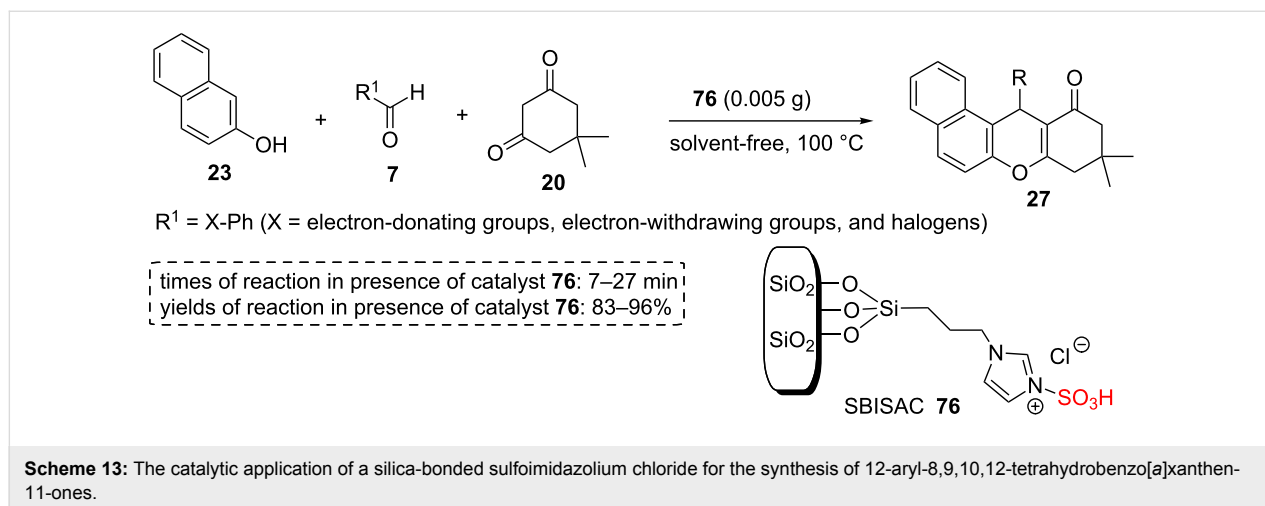 OH
23
+
R1
H
O
7
+
O
O
20
76 (0.005 g)
solvent-free, 100 °C
R
O
O
27
R1 = X-Ph (X = electron-donating groups, electron-withdrawing groups, and halogens)
times of reaction in presence of catalyst 76: 7–27 min
yields of reaction in presence of catalyst 76: 83–96%
SiO2
O
O
Si
SiO2
O
N
Cl⊖
N
⊕
SO3H
SBISAC 76
Scheme 13: The catalytic application of a silica-bonded sulfoimidazolium chloride for the synthesis of 12-aryl-8,9,10,12-tetrahydrobenzo[a]xanthen-
11-ones.